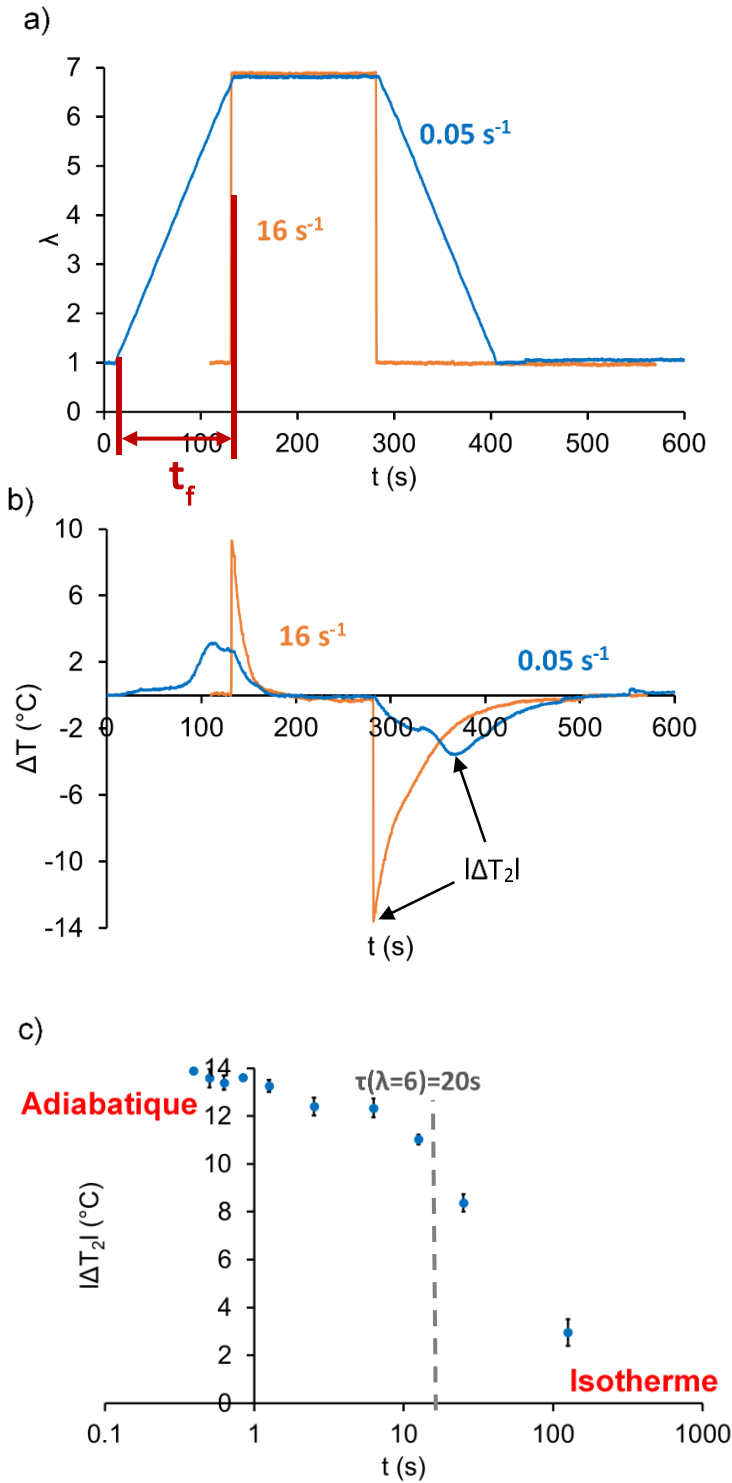 a)
7
6
5
4
3
2
1
0
λ
0.05 s-1
16 s-1
0 100 200 300 400 500 600
t (s)
tf
b)
10
6
2
-2
-6
-10
-14
ΔT (°C)
16 s-1
0.05 s-1
0 100 200 300 400 500 600
IΔT2I
t (s)
c)
14
12
10
8
6
4
2
0
IΔT2I (°C)
τ(λ=6)=20s
Adiabatique
Isotherme
0.1 1 10 100 1000
t (s)